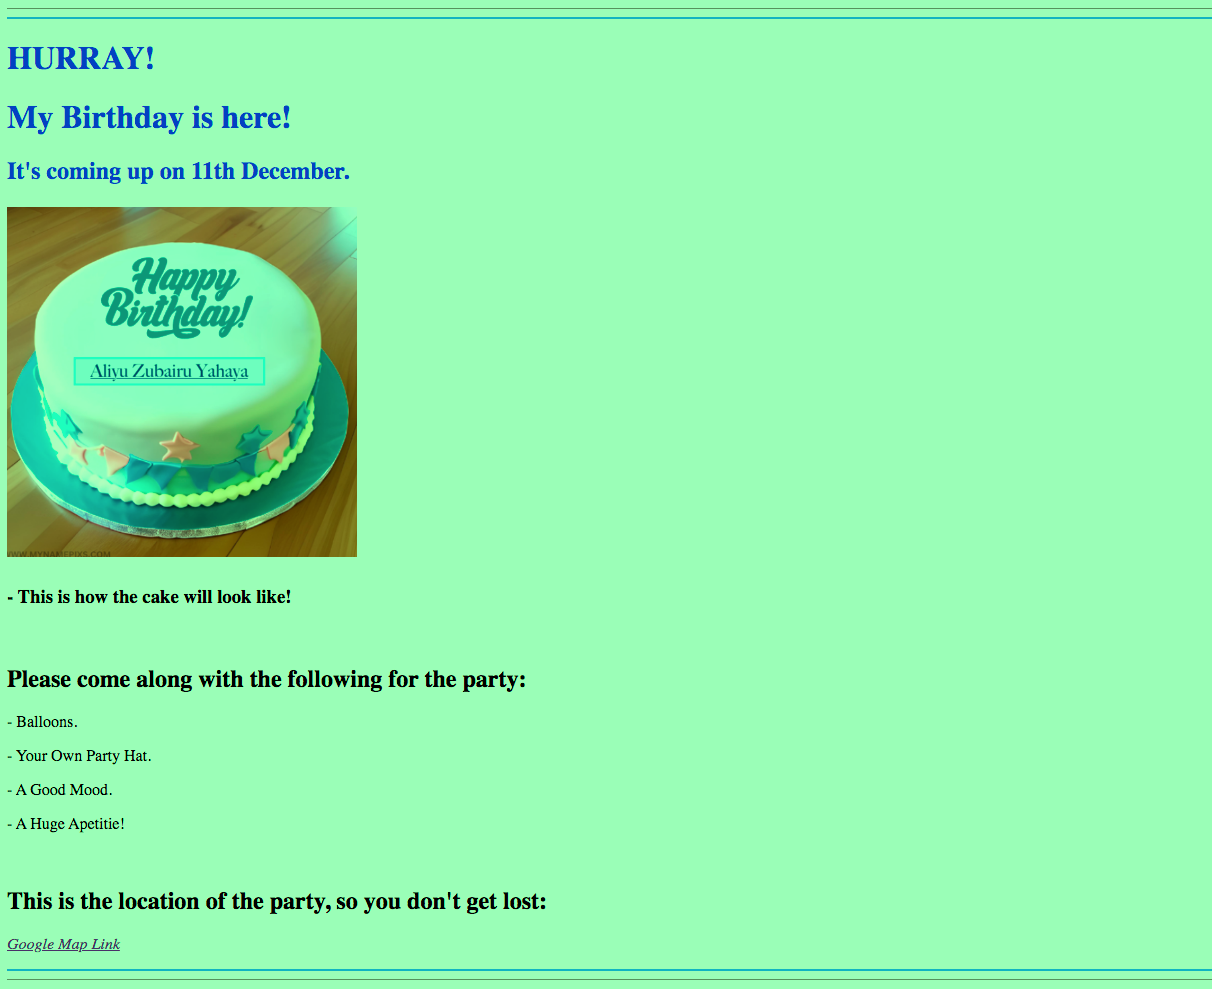 HURRAY!
My Birthday is here!
It's coming up on 11th December.
Happy
Birthday!
Aliyu Zubairu Yahaya
WWW.MYNAMEPIXS.COM
- This is how the cake will look like!
Please come along with the following for the party:
- Balloons.
- Your Own Party Hat.
- A Good Mood.
- A Huge Apetitie!
This is the location of the party, so you don't get lost:
Google Map Link